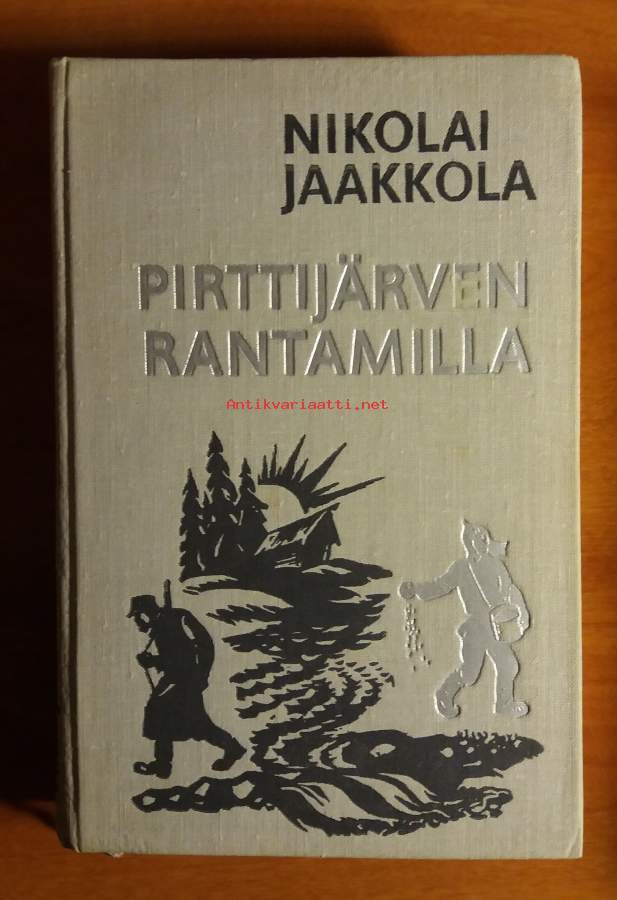 NIKOLAI
JAAKKOLA
PIRTTIJÄRVEN
RANTAMILLA
Antikvariaatti.net